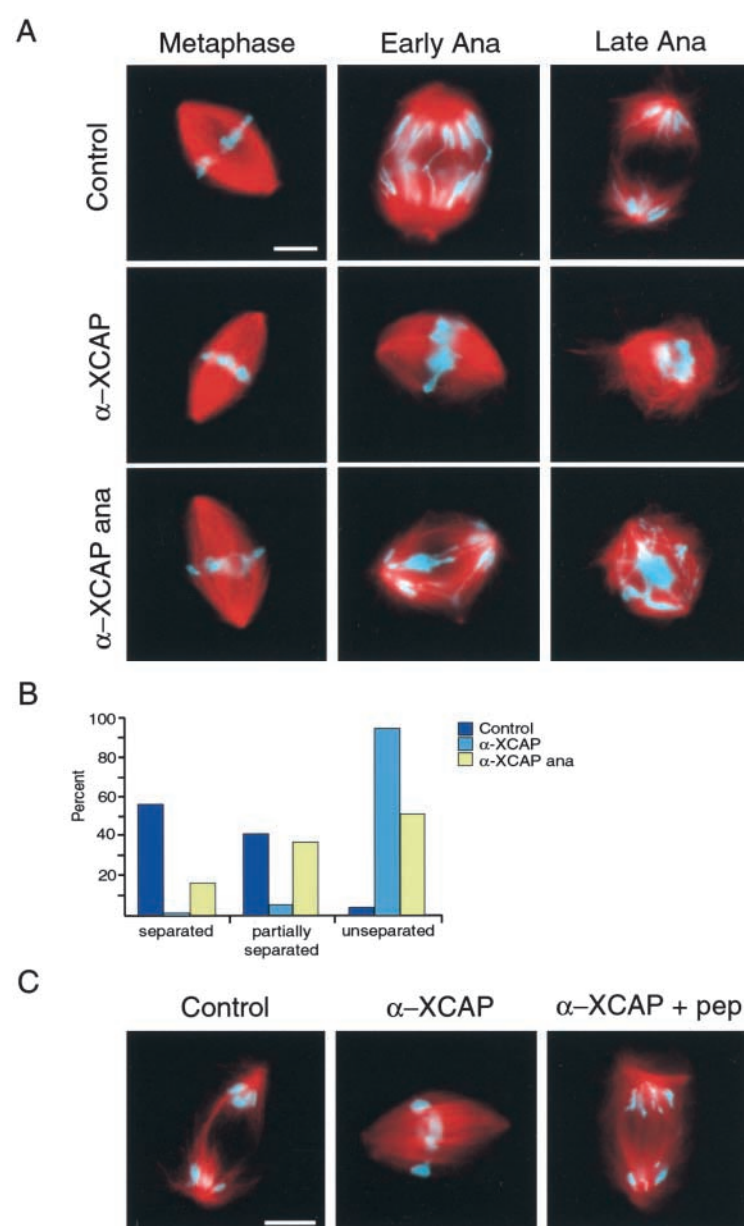 A
Metaphase Early Ana Late Ana
Control
α–XCAP
α–XCAP ana
B
100
80
60
40
20
Percent
Control
α-XCAP
α-XCAP ana
separated partially separated unseparated
C
Control α–XCAP α–XCAP + pep